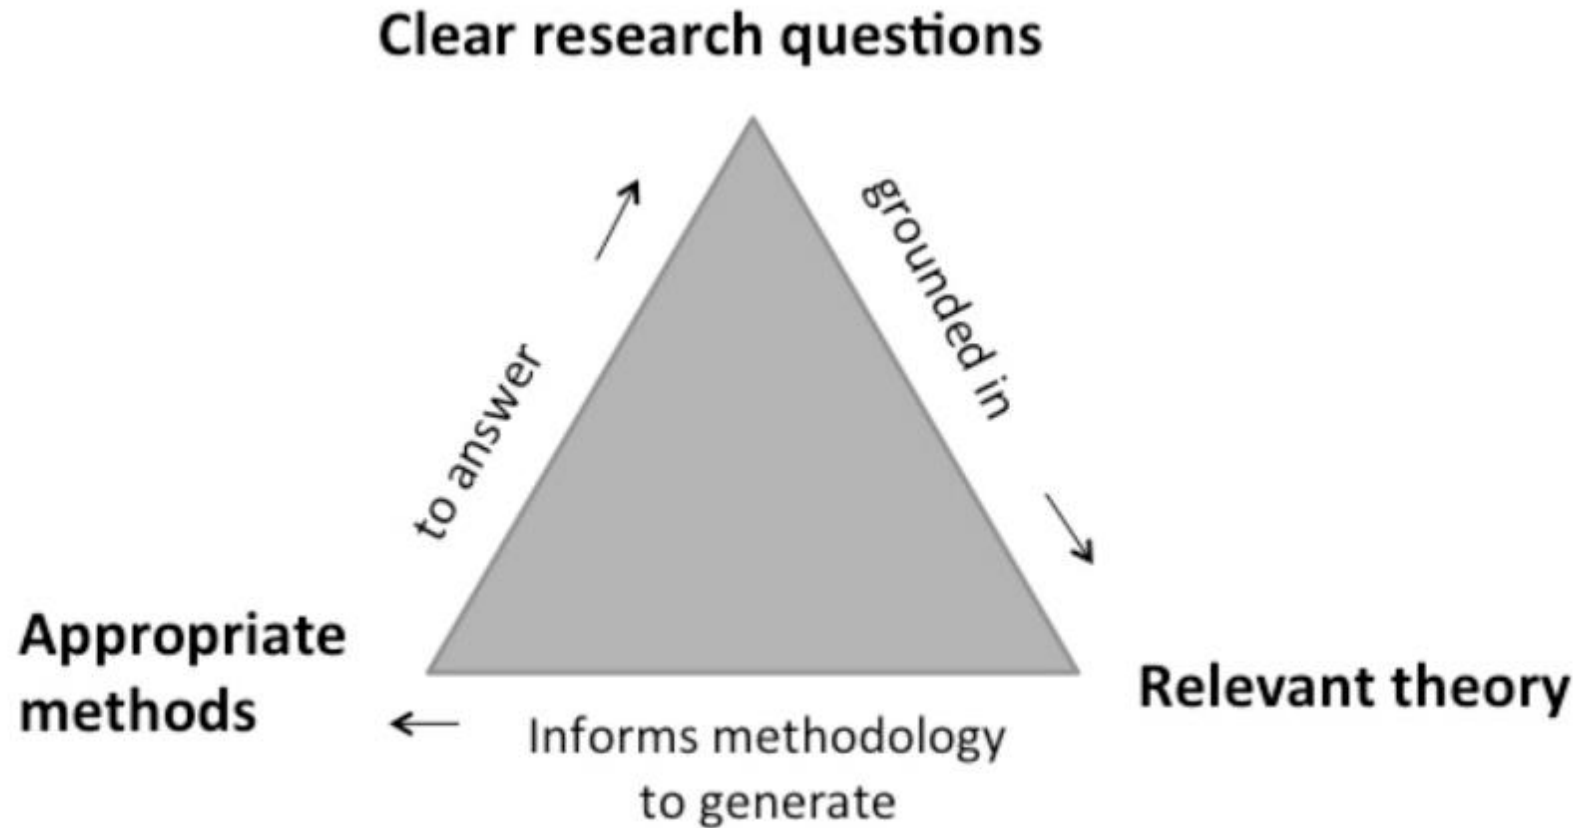 Clear research questions
grounded in
to answer
Appropriate
methods
Relevant theory
Informs methodology
to generate